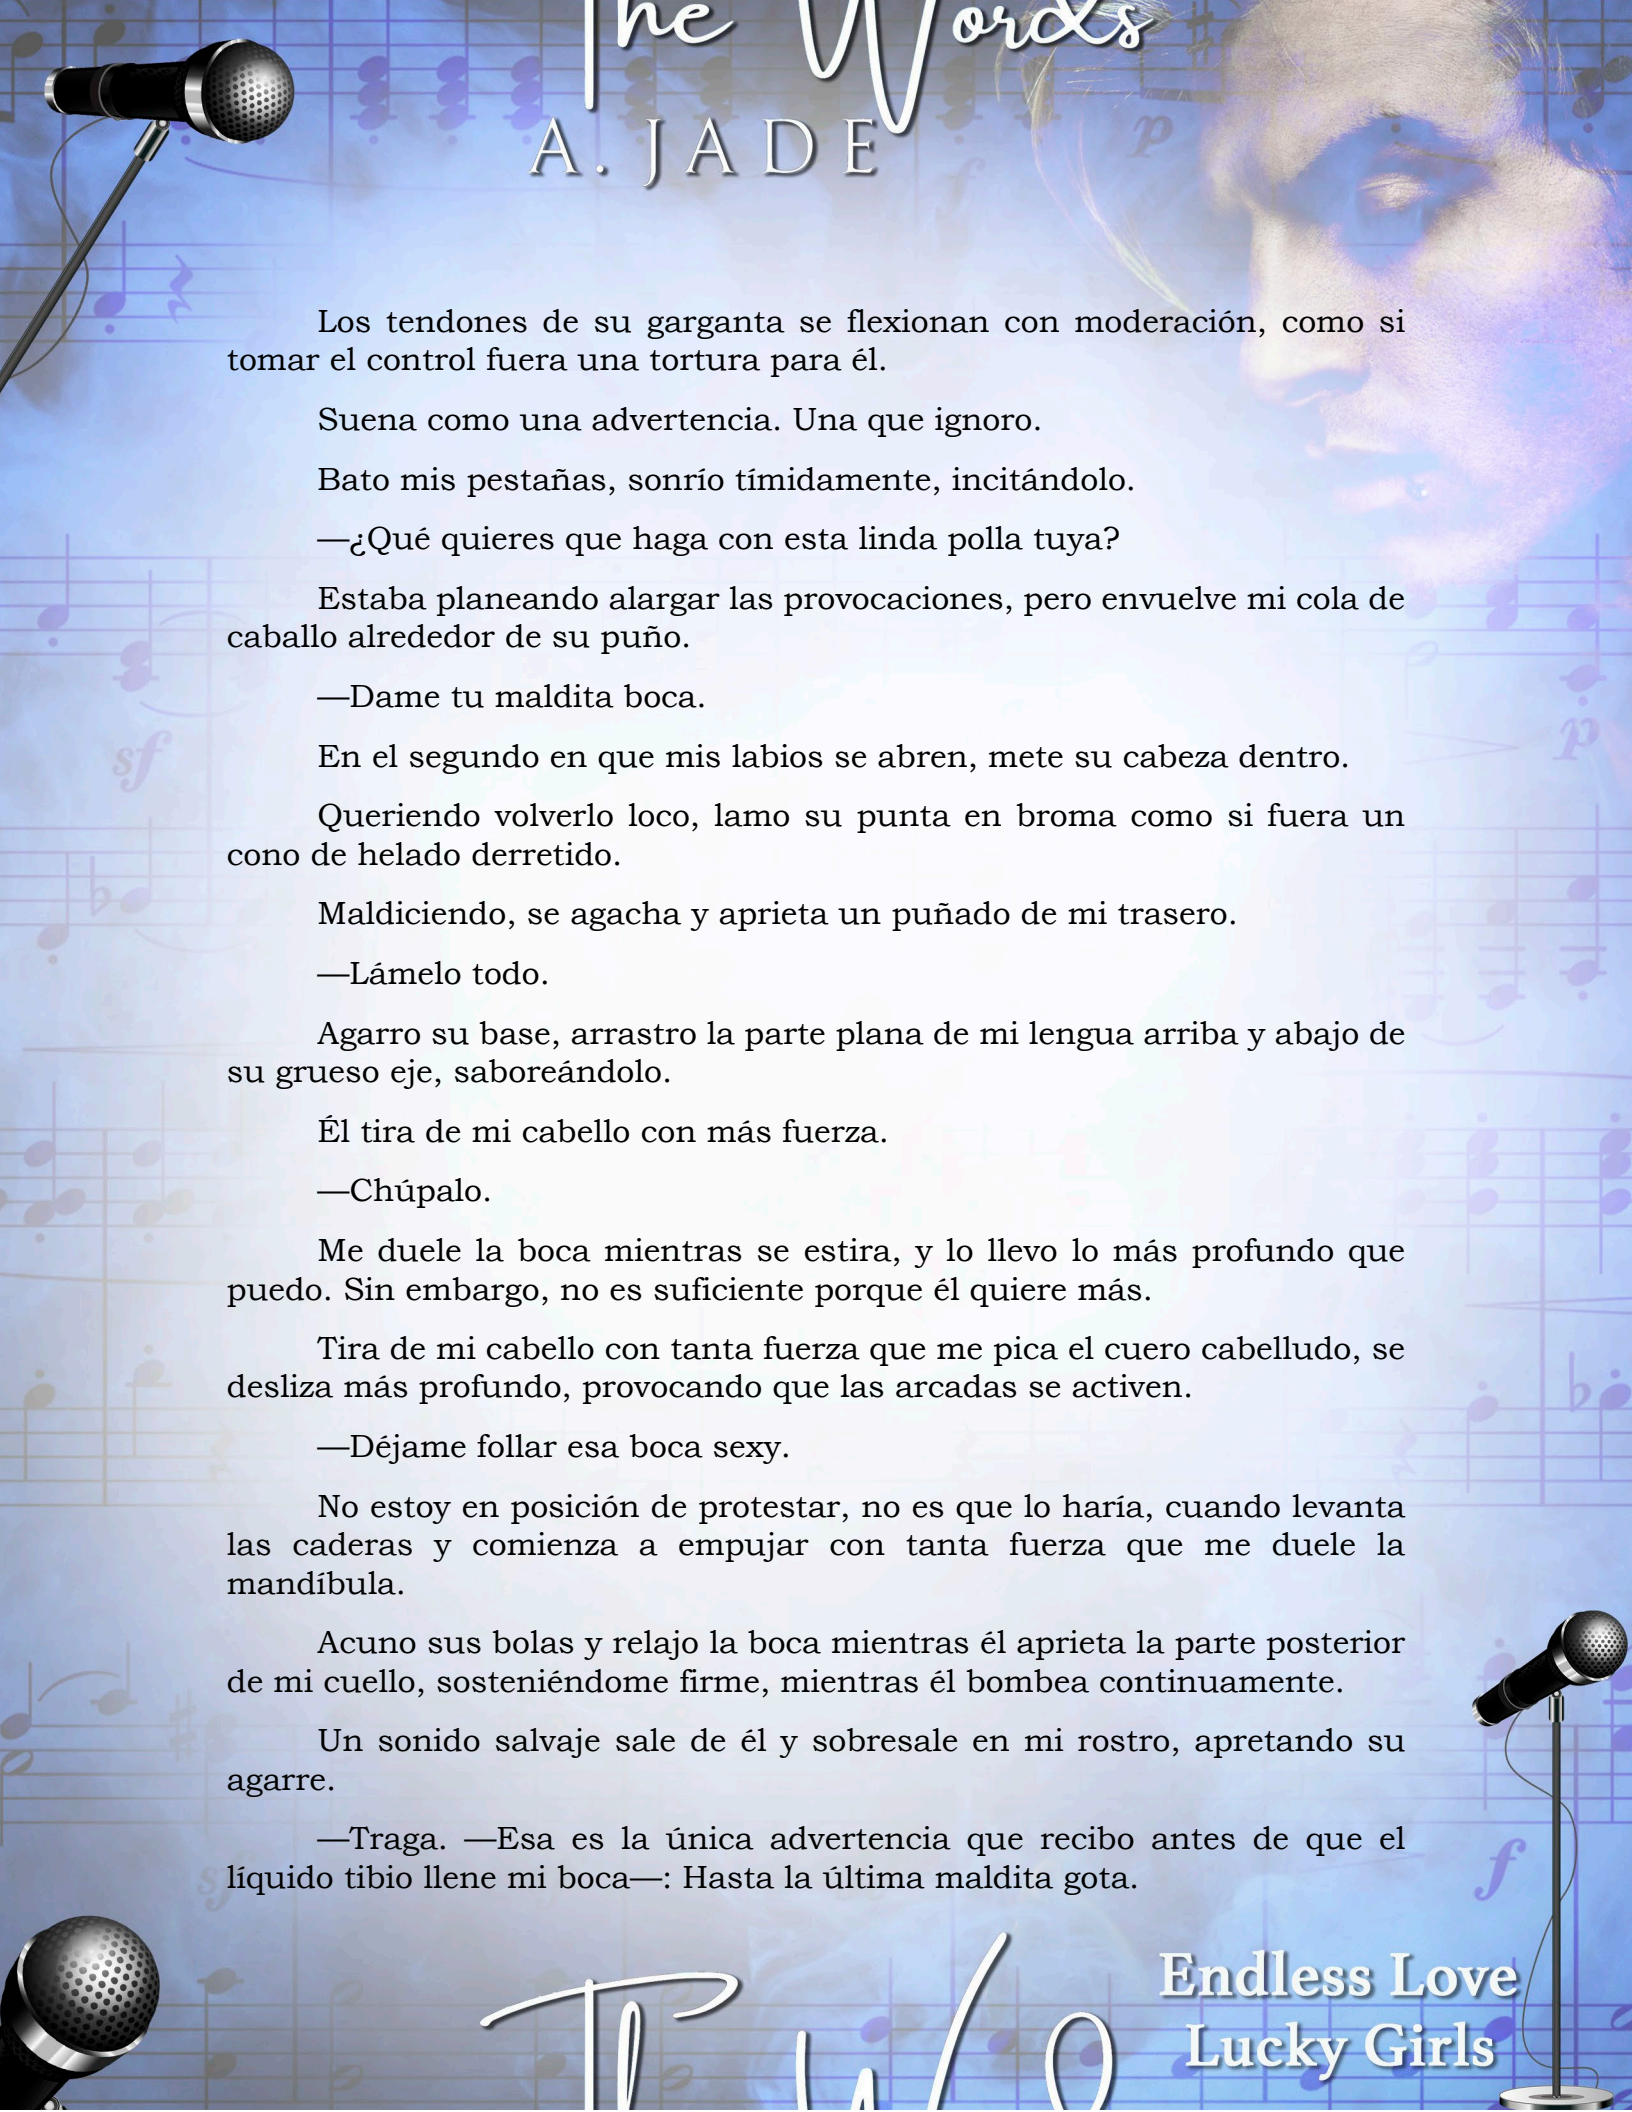 The Words
A. JADE
Los tendones de su garganta se flexionan con moderación, como si
tomar el control fuera una tortura para él.
Suena como una advertencia. Una que ignoro.
Bato mis pestañas, sonrío tímidamente, incitándolo.
—¿Qué quieres que haga con esta linda polla tuya?
Estaba planeando alargar las provocaciones, pero envuelve mi cola de
caballo alrededor de su puño.
—Dame tu maldita boca.
En el segundo en que mis labios se abren, mete su cabeza dentro.
Queriendo volverlo loco, lamo su punta en broma como si fuera un
cono de helado derretido.
Maldiciendo, se agacha y aprieta un puñado de mi trasero.
—Lámelo todo.
Agarro su base, arrastro la parte plana de mi lengua arriba y abajo de
su grueso eje, saboreándolo.
Él tira de mi cabello con más fuerza.
—Chúpalo.
Me duele la boca mientras se estira, y lo llevo lo más profundo que
puedo. Sin embargo, no es suficiente porque él quiere más.
Tira de mi cabello con tanta fuerza que me pica el cuero cabelludo, se
desliza más profundo, provocando que las arcadas se activen.
—Déjame follar esa boca sexy.
No estoy en posición de protestar, no es que lo haría, cuando levanta
las caderas y comienza a empujar con tanta fuerza que me duele la
mandíbula.
Acuno sus bolas y relajo la boca mientras él aprieta la parte posterior
de mi cuello, sosteniéndome firme, mientras él bombea continuamente.
Un sonido salvaje sale de él y sobresale en mi rostro, apretando su
agarre.
—Traga. —Esa es la única advertencia que recibo antes de que el
líquido tibio llene mi boca—: Hasta la última maldita gota.
Endless Love
Lucky Girls